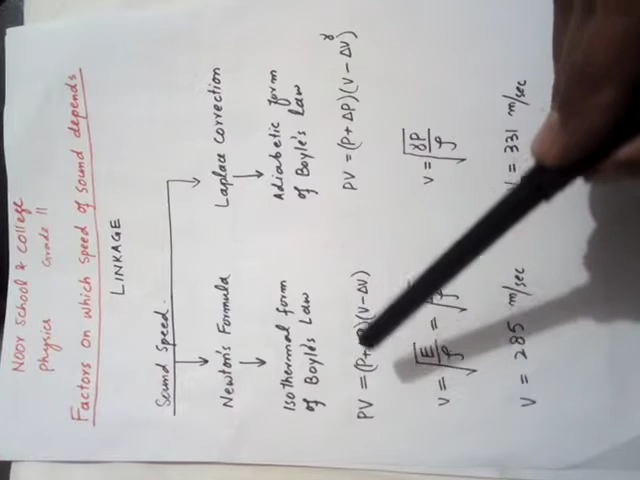 NOOR SCHOOL & COLLEGE
Physics Grade 11
Factors on which speed of sound depends
LINKAGE
Sound Speed.
Newton's Formula
Laplace correction
Isothermal form
of Boyle's Law
Adiabetic form
of Boyle's Law
PV = (P+ )(V-ΔV)
PV = (P+ΔP)(V-ΔV)^γ
V = √E/ρ = √
V = √γP/ρ
V = 285 m/sec
= 331 m/sec